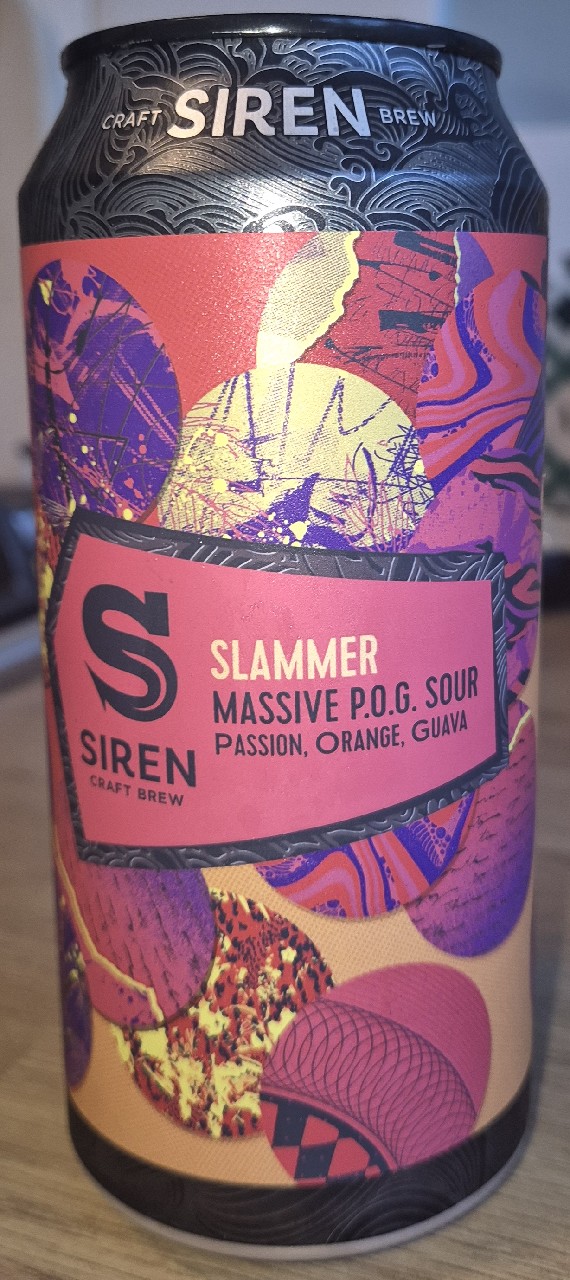 CRAFT SIREN BREW
S
SIREN
CRAFT BREW
SLAMMER
MASSIVE P.O.G. SOUR
PASSION, ORANGE, GUAVA